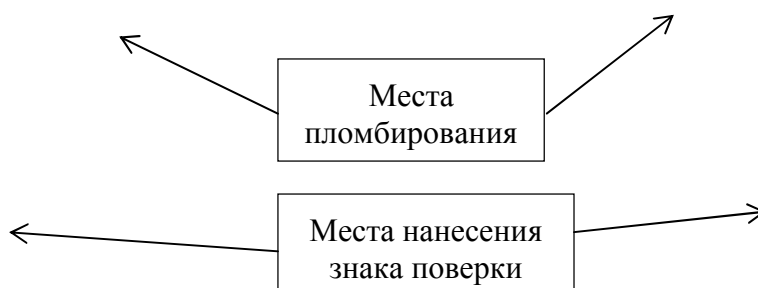 Места
пломбирования
Места нанесения
знака поверки